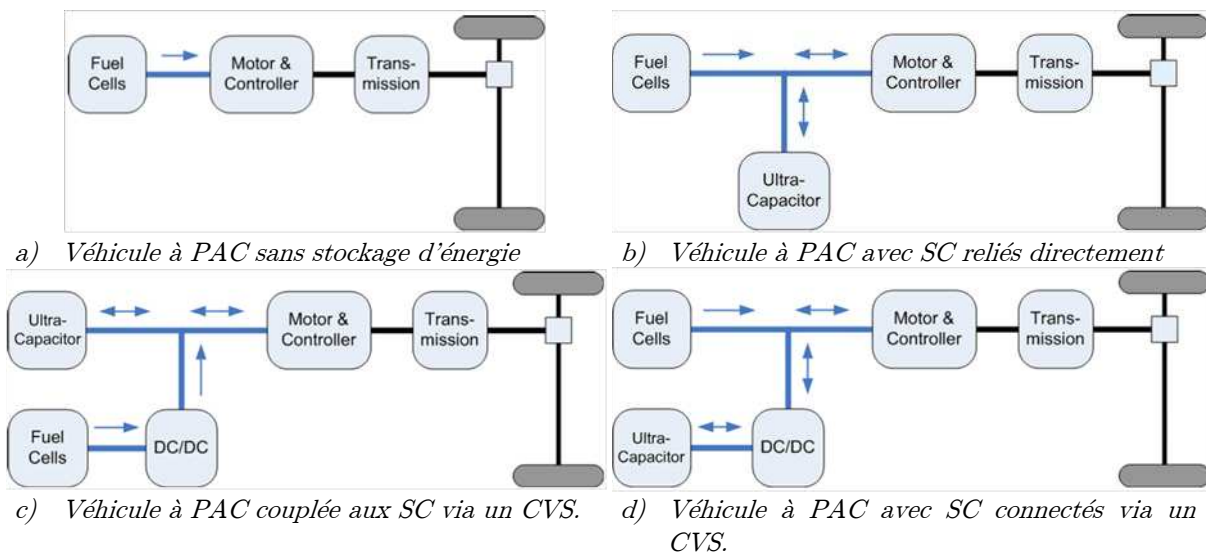 Fuel
Cells
Motor &
Controller
Trans-
mission
a) Véhicule à PAC sans stockage d'énergie
Fuel
Cells
Motor &
Controller
Trans-
mission
Ultra-
Capacitor
b) Véhicule à PAC avec SC reliés directement
Ultra-
Capacitor
Motor &
Controller
Trans-
mission
Fuel
Cells
DC/DC
c) Véhicule à PAC couplée aux SC via un CVS.
Fuel
Cells
Motor &
Controller
Trans-
mission
Ultra-
Capacitor
DC/DC
d) Véhicule à PAC avec SC connectés via un
CVS.